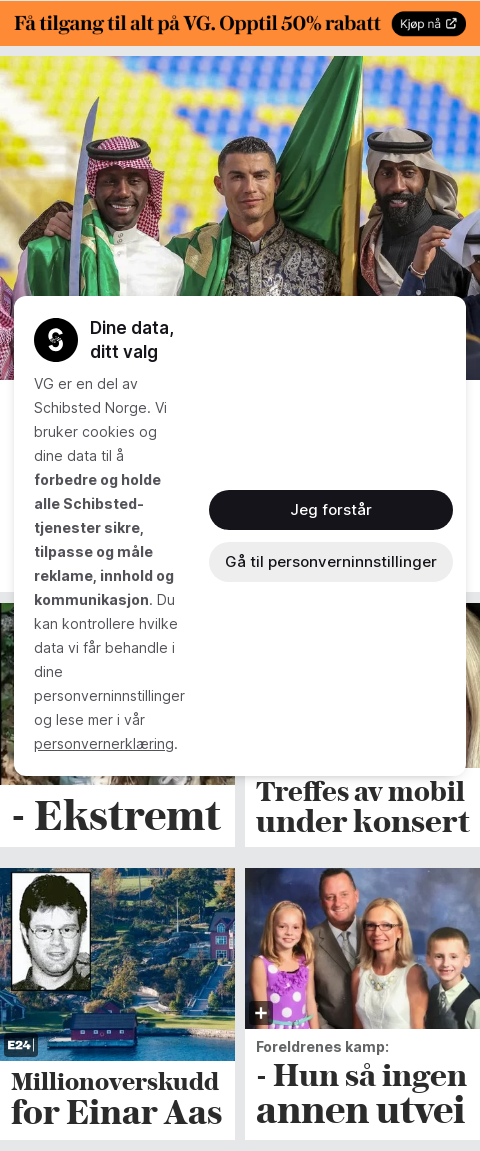 Få tilgang til alt på VG. Opptil 50% rabatt
Kjøp nå
Dine data,
ditt valg
VG er en del av
Schibsted Norge. Vi
bruker cookies og
dine data til å
forbedre og holde
alle Schibsted-
tjenester sikre,
tilpasse og måle
reklame, innhold og
kommunikasjon. Du
kan kontrollere hvilke
data vi får behandle i
dine
personverninnstillinger
og lese mer i vår
personvernerklæring.
Jeg forstår
Gå til personverninnstillinger
- Ekstremt
Treffes av mobil
under konsert
E24
Millionoverskudd
for Einar Aas
Foreldrenes kamp:
- Hun så ingen
annen utvei